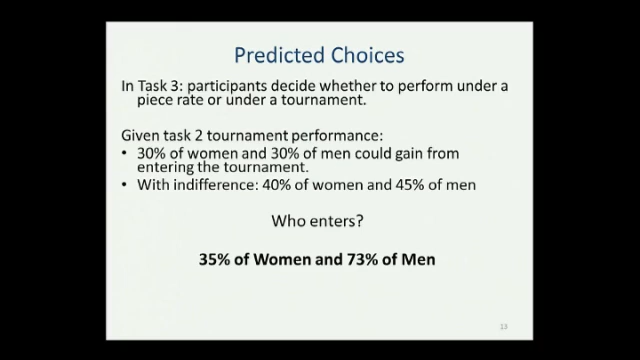 Predicted Choices
In Task 3: participants decide whether to perform under a
piece rate or under a tournament.
Given task 2 tournament performance:
• 30% of women and 30% of men could gain from
entering the tournament.
• With indifference: 40% of women and 45% of men
Who enters?
35% of Women and 73% of Men
13